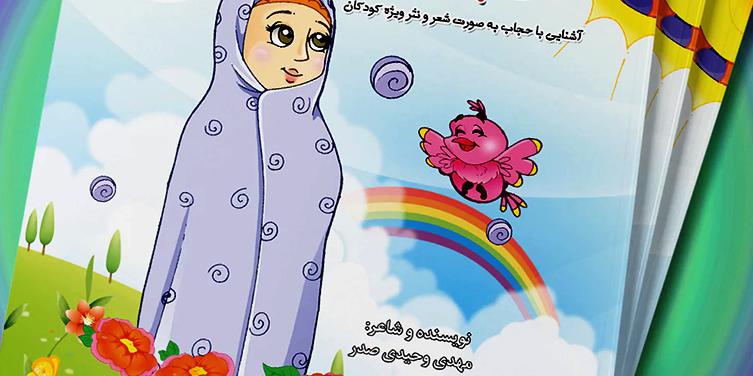 آشنایی با حجاب به صورت شعر و نثر ویژه کودکان
نویسنده و شاعر:
مهدی وحیدی صدر